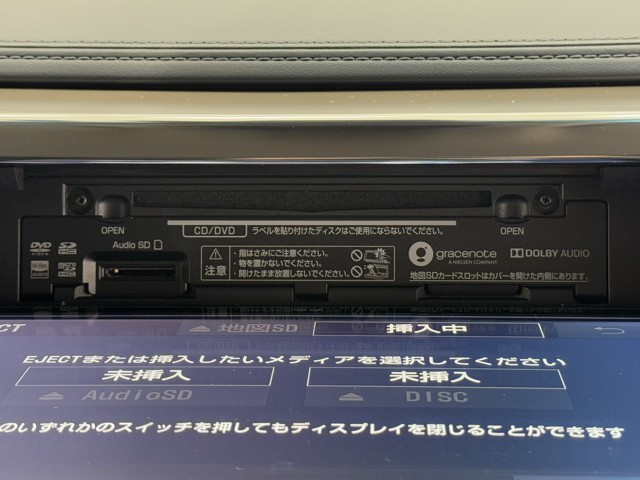 OPEN
CD/DVD
ラベルを貼り付けたディスクはご使用にならないでください。
OPEN
DVD
VIDEO
SD
HC
Audio SD
注意
・指はさみにご注意ください。
・物を置かないでください。
・開けたまま放置しないでください。
gracenote
A NIELSEN COMPANY
DOLBY AUDIO
地図SDカードスロットはカバーを開けた内側にあります。
micro
CT
地図SD
挿入中
EJECTまたは挿入したいメディアを選択してください
未挿入
未挿入
AudioSD
DISC
のいずれかのスイッチを押してもディスプレイを閉じることができます